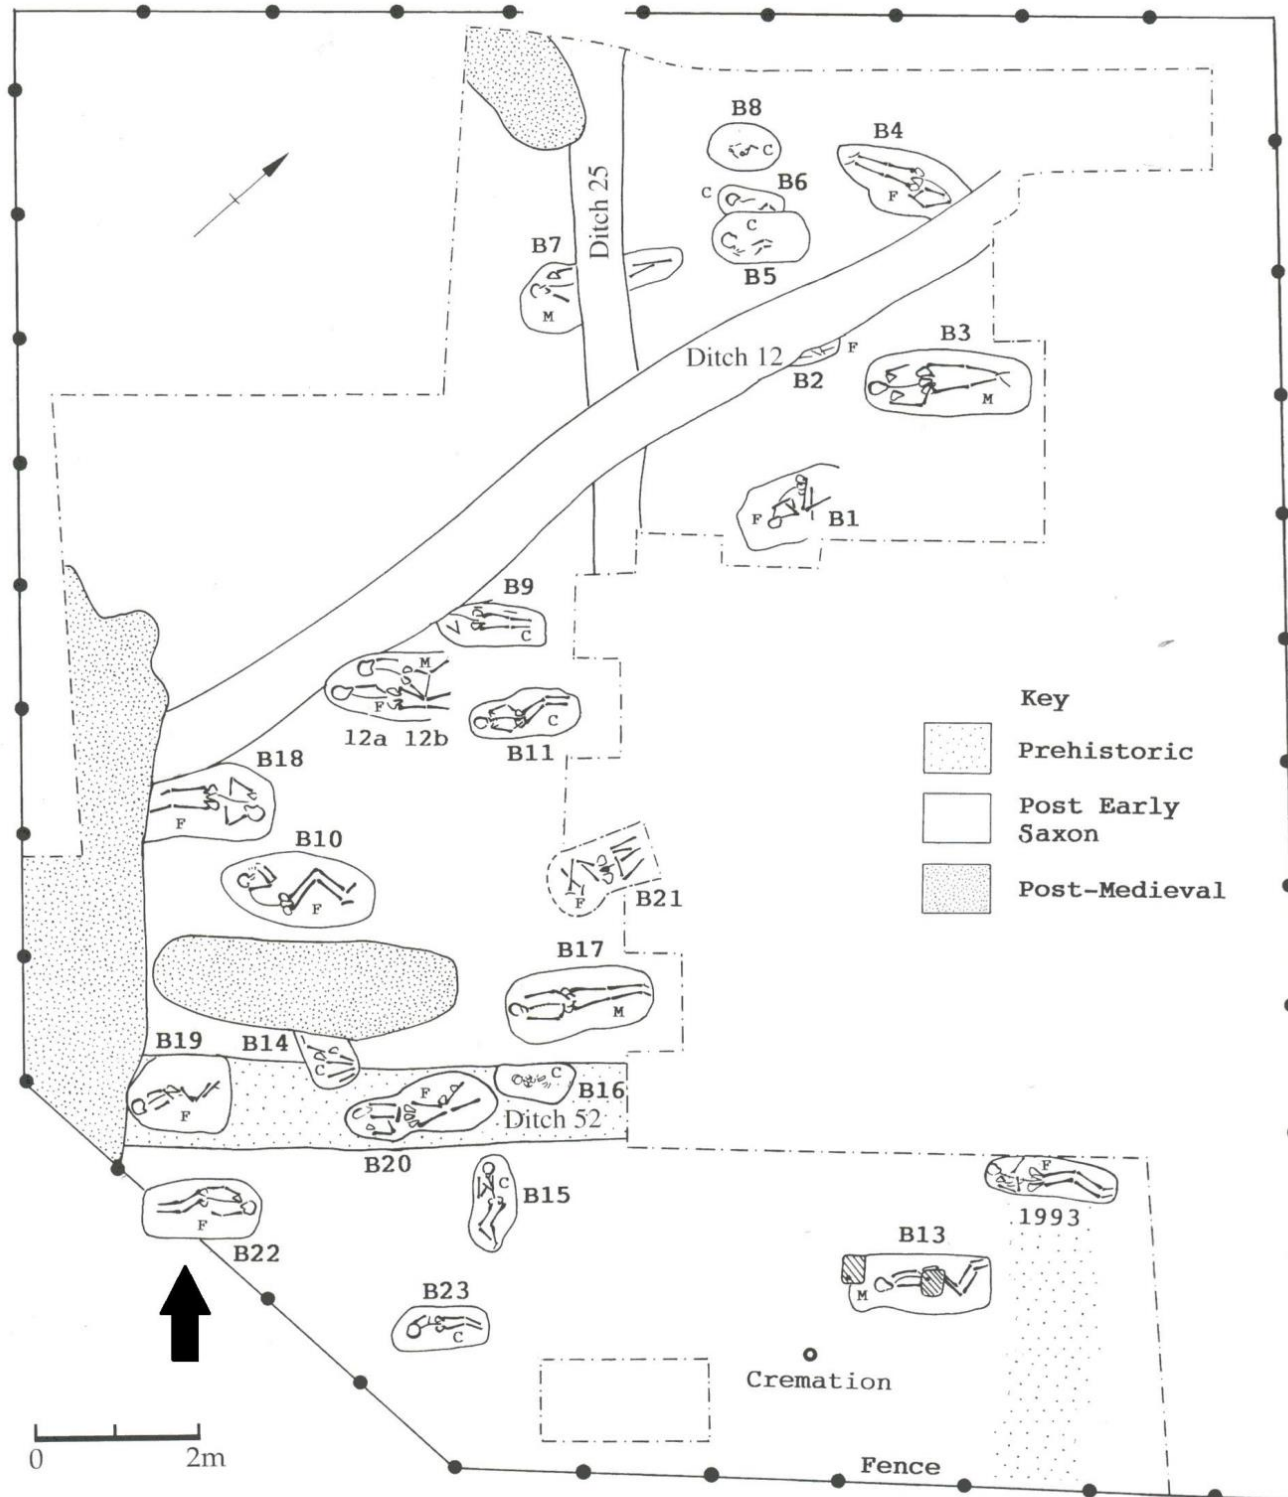 B8
C
B4
F
B6
C
Ditch 25
C
B5
B7
M
Ditch 12
F
B2
B3
M
F
B1
B9
C
M
F
12a 12b
C
B11
B18
F
B10
F
F
B21
B17
M
B19
F
B14
C
C
B16
F
Ditch 52
B20
C
B15
F
B22
F
1993
B13
M
B23
C
Cremation
Fence
0 2m
Key
Prehistoric
Post Early
Saxon
Post-Medieval